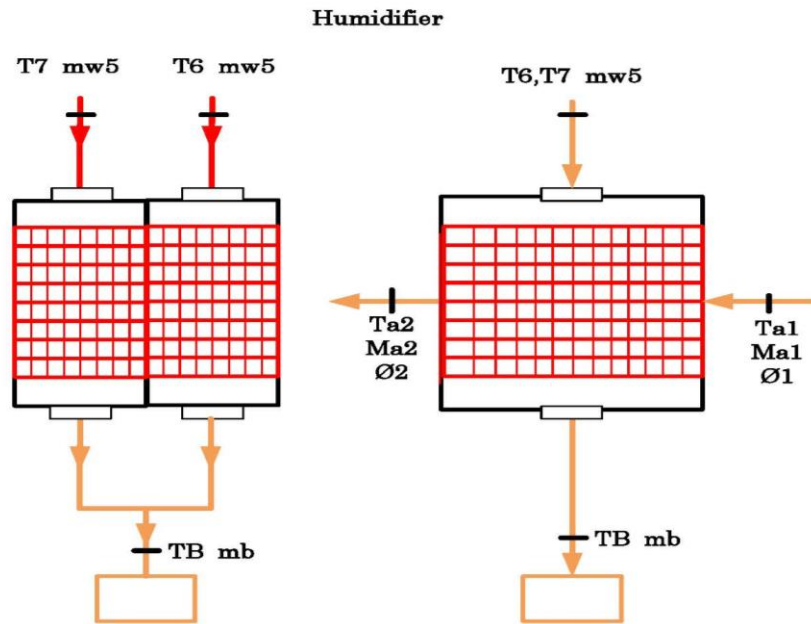 Humidifier
T7 mw5
T6 mw5
T6,T7 mw5
Ta2
Ma2
Ø2
Ta1
Ma1
Ø1
TB mb
TB mb